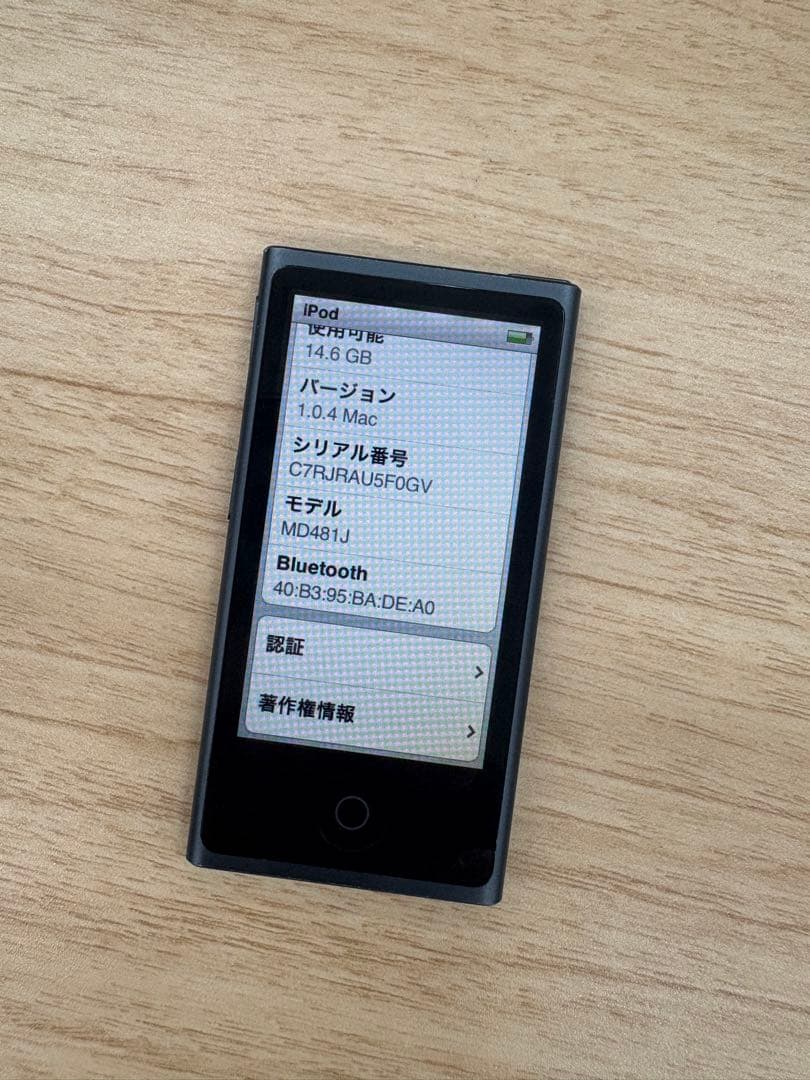 iPod
使用可能
14.6 GB
バージョン
1.0.4 Mac
シリアル番号
C7RJRAU5F0GV
モデル
MD481J
Bluetooth
40:B3:95:BA:DE:A0
認証
著作権情報